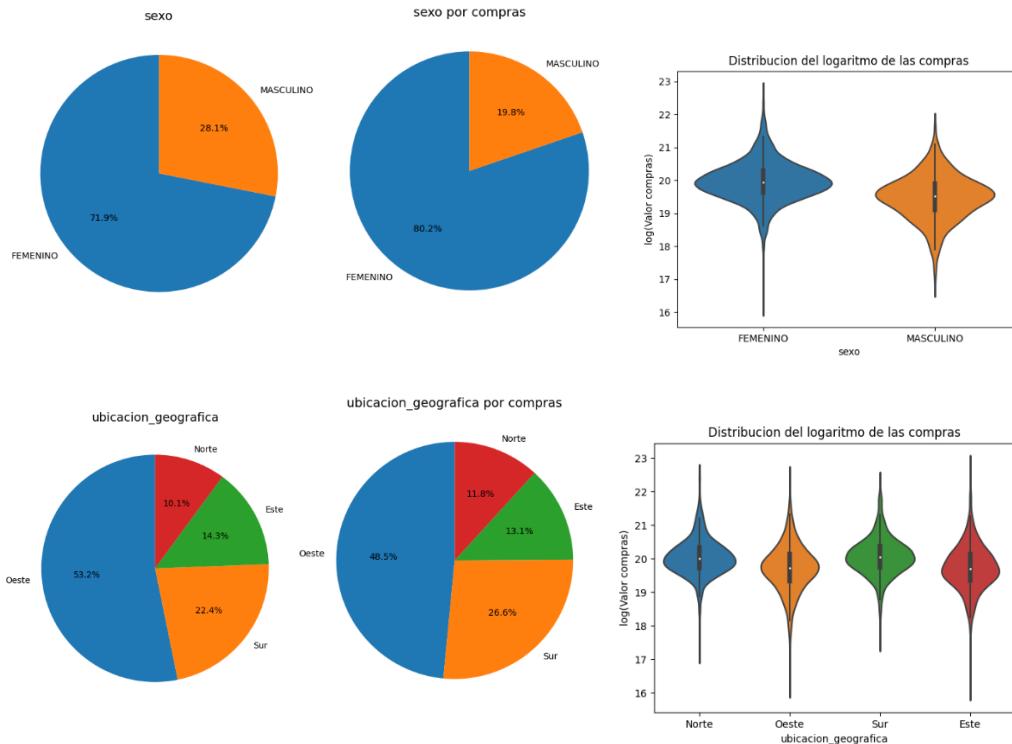 sexo
MASCULINO
28.1%
71.9%
FEMENINO
sexo por compras
MASCULINO
19.8%
80.2%
FEMENINO
Distribucion del logaritmo de las compras
log(Valor compras)
23
22
21
20
19
18
17
16
FEMENINO
MASCULINO
sexo
ubicacion_geografica
Norte
10.1%
Este
14.3%
Oeste
53.2%
22.4%
Sur
ubicacion_geografica por compras
Norte
11.8%
Este
13.1%
Oeste
48.5%
26.6%
Sur
Distribucion del logaritmo de las compras
log(Valor compras)
23
22
21
20
19
18
17
16
Norte
Oeste
Sur
Este
ubicacion_geografica